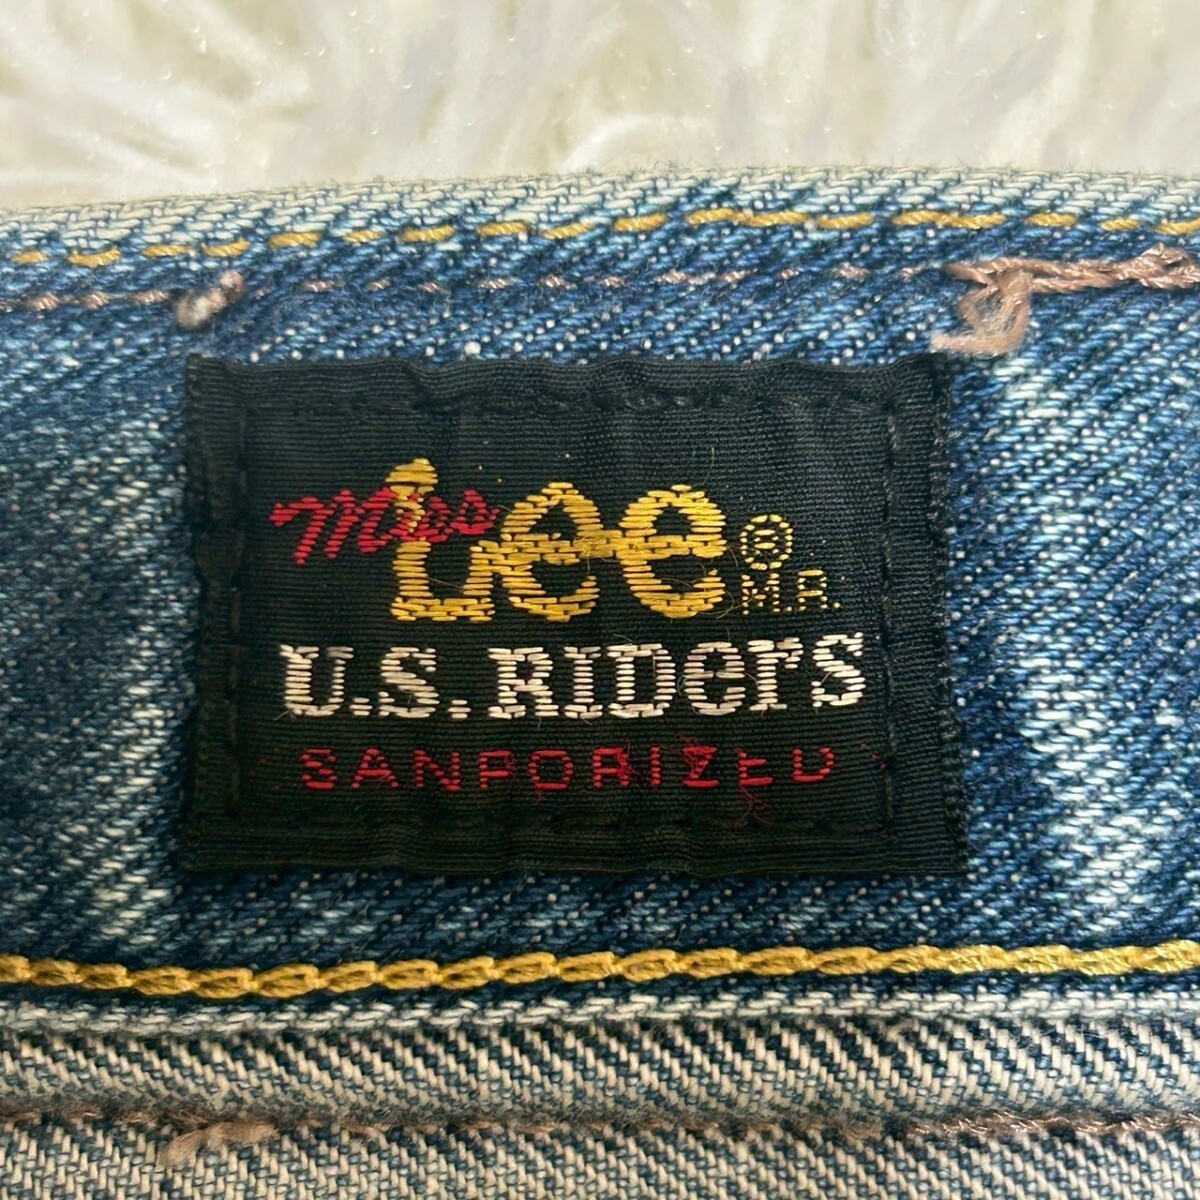 Miss Lee ® M.R.
U.S. RIDers
SANFORIZED